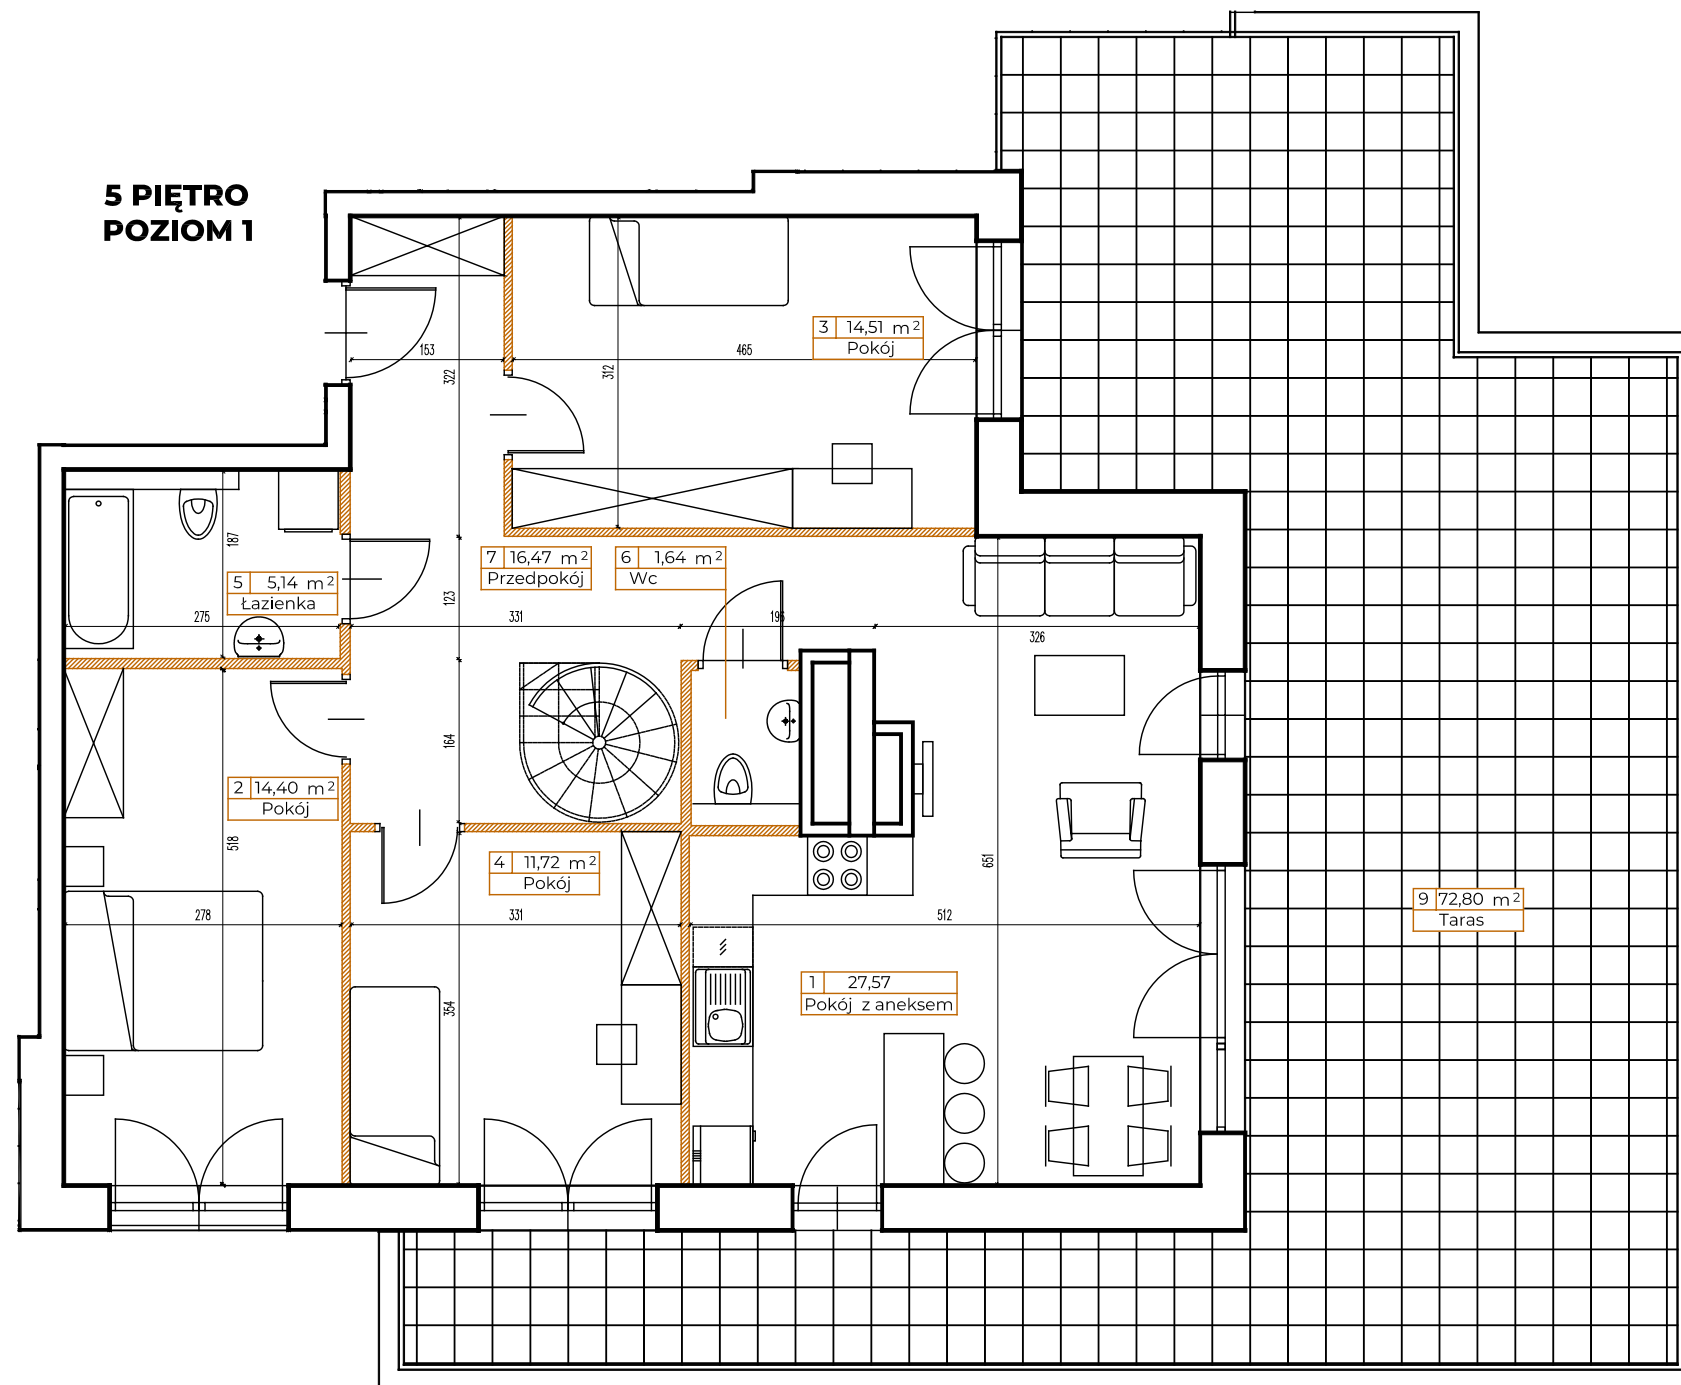 5 PIĘTRO
POZIOM 1
3 14,51 m²
Pokój
153
465
322
312
7 16,47 m²
Przedpokój
6 1,64 m²
Wc
5 5,14 m²
Łazienka
187
123
275
331
196
326
164
2 14,40 m²
Pokój
518
4 11,72 m²
Pokój
651
278
331
512
9 72,80 m²
Taras
1 27,57
Pokój z aneksem
354